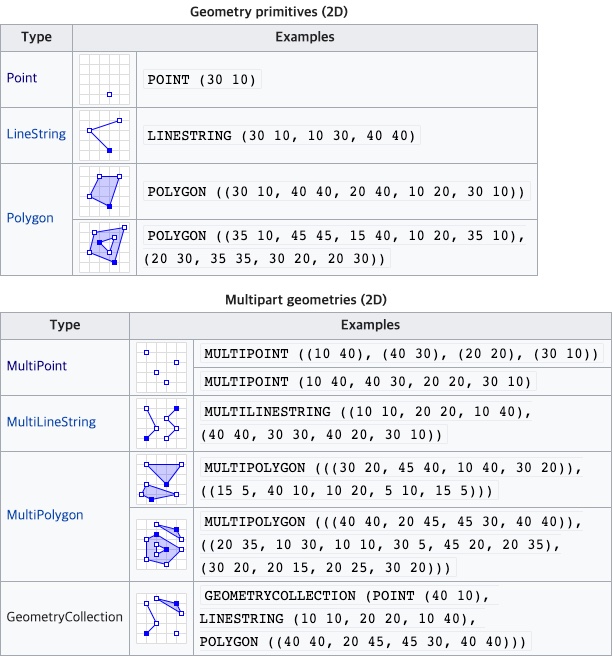 Geometry primitives (2D)
Type Examples
Point POINT (30 10)
LineString LINESTRING (30 10, 10 30, 40 40)
Polygon
POLYGON ((30 10, 40 40, 20 40, 10 20, 30 10))
POLYGON ((35 10, 45 45, 15 40, 10 20, 35 10),
(20 30, 35 35, 30 20, 20 30))
Multipart geometries (2D)
Type Examples
MultiPoint
MULTIPOINT ((10 40), (40 30), (20 20), (30 10))
MULTIPOINT (10 40, 40 30, 20 20, 30 10)
MultiLineString
MULTILINESTRING ((10 10, 20 20, 10 40),
(40 40, 30 30, 40 20, 30 10))
MultiPolygon
MULTIPOLYGON (((30 20, 45 40, 10 40, 30 20)),
((15 5, 40 10, 10 20, 5 10, 15 5)))
MULTIPOLYGON (((40 40, 20 45, 45 30, 40 40)),
((20 35, 10 30, 10 10, 30 5, 45 20, 20 35),
(30 20, 20 15, 20 25, 30 20)))
GeometryCollection
GEOMETRYCOLLECTION (POINT (40 10),
LINESTRING (10 10, 20 20, 10 40),
POLYGON ((40 40, 20 45, 45 30, 40 40)))